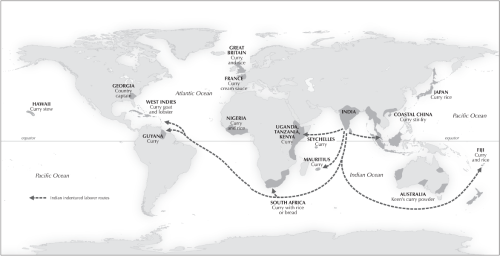 GREAT
BRITAIN
Curry
and rice
FRANCE
Curry
cream sauce
GEORGIA
Country
captain
Atlantic Ocean
HAWAII
Curry stew
WEST INDIES
Curry goat
and lobster
GUYANA
Curry
NIGERIA
Curry
and rice
UGANDA,
TANZANIA,
KENYA
Curry
SEYCHELLES
Curry
MAURITIUS
Curry
INDIA
COASTAL CHINA
Curry stir-fry
JAPAN
Curry rice
Pacific Ocean
equator
equator
FIJI
Curry
and rice
Pacific Ocean
Indian Ocean
Indian indentured laborer routes
SOUTH AFRICA
Curry with rice
or bread
AUSTRALIA
Keen's curry powder